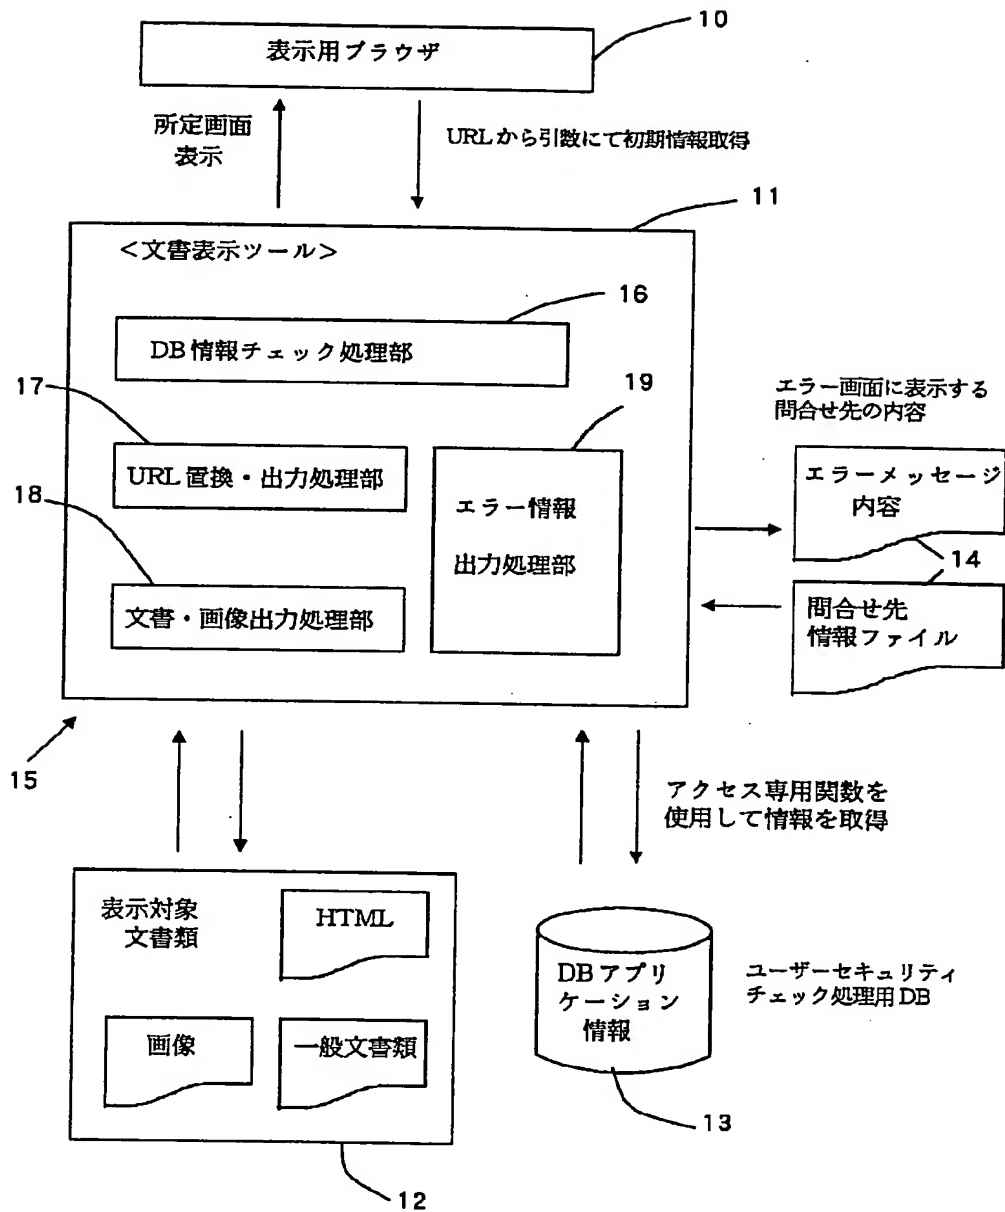 10
表示用ブラウザ
所定画面
表示
URLから引数にて初期情報取得
11
<文書表示ツール>
16
DB情報チェック処理部
17
19
エラー画面に表示する
問合せ先の内容
URL置換・出力処理部
18
エラー情報
出力処理部
エラーメッセージ
内容
14
文書・画像出力処理部
問合せ先
情報ファイル
15
アクセス専用関数を
使用して情報を取得
表示対象
文書類
HTML
画像
一般文書類
DBアプリ
ケーション
情報
ユーザーセキュリティ
チェック処理用DB
13
12